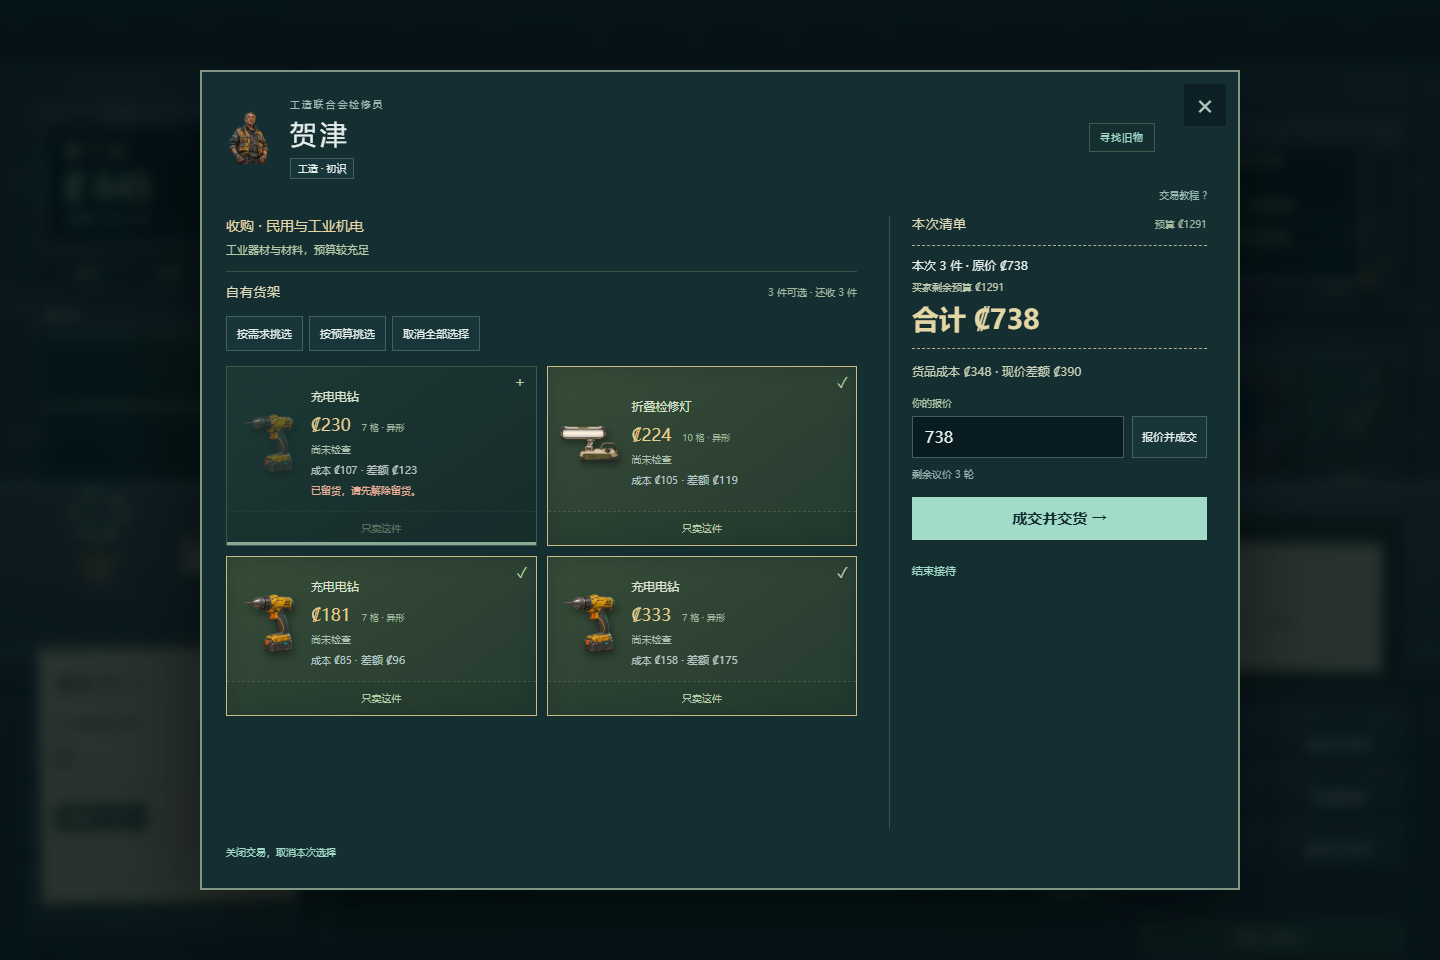 工造联合会检修员
贺津
工造 · 初识
寻找旧物
交易教程 ?
收购 · 民用与工业机电
工业器材与材料，预算较充足
自有货架
3 件可选 · 还收 3 件
按需求挑选
按预算挑选
取消全部选择
+
充电电钻
₡230 7 格 · 异形
尚未检查
成本 ₡107 · 差额 ₡123
已留货，请先解除留货。
只卖这件
✓
折叠检修灯
₡224 10 格 · 异形
尚未检查
成本 ₡105 · 差额 ₡119
只卖这件
✓
充电电钻
₡181 7 格 · 异形
尚未检查
成本 ₡85 · 差额 ₡96
只卖这件
✓
充电电钻
₡333 7 格 · 异形
尚未检查
成本 ₡158 · 差额 ₡175
只卖这件
关闭交易，取消本次选择
本次清单
预算 ₡1291
本次 3 件 · 原价 ₡738
买家剩余预算 ₡1291
合计 ₡738
货品成本 ₡348 · 现价差额 ₡390
你的报价
738
报价并成交
剩余议价 3 轮
成交并交货 →
结束接待